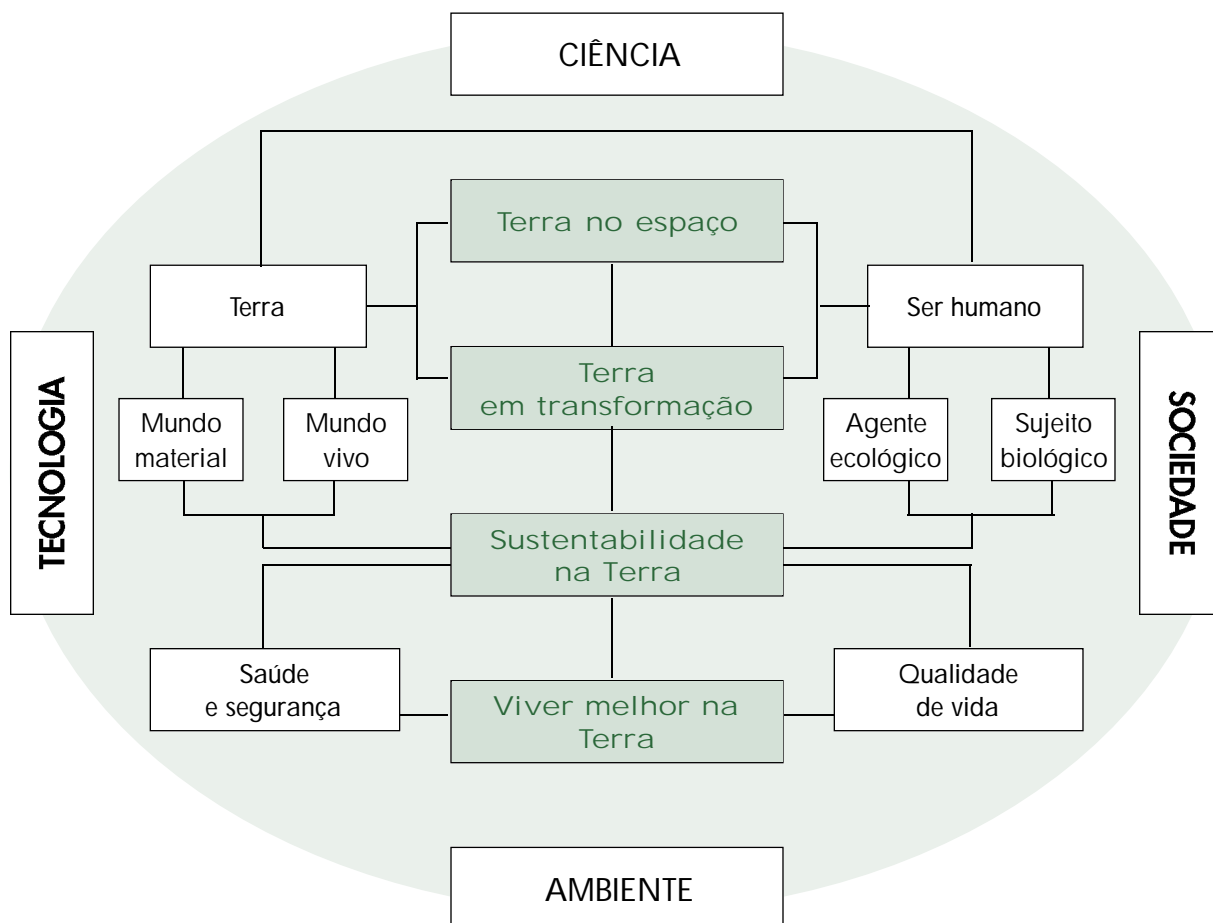 CIÊNCIA
Terra no espaço
Terra
Ser humano
Terra
em transformação
TECNOLOGIA
SOCIEDADE
Mundo
material
Mundo
vivo
Agente
ecológico
Sujeito
biológico
Sustentabilidade
na Terra
Saúde
e segurança
Qualidade
de vida
Viver melhor na
Terra
AMBIENTE